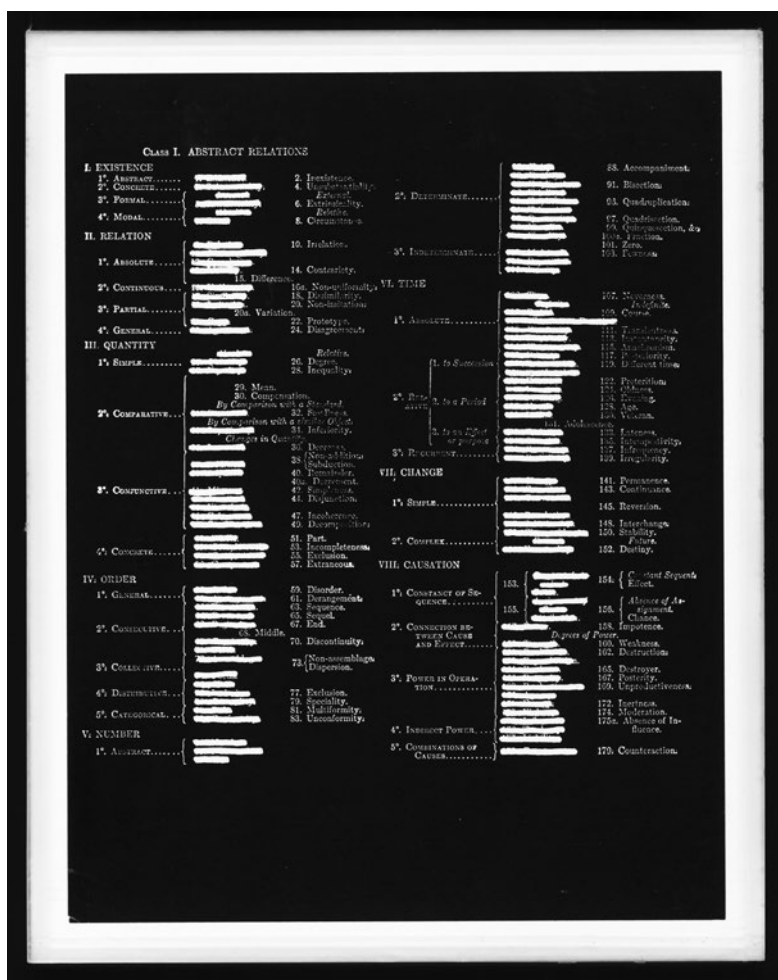 CLASS I. ABSTRACT RELATIONS
I. EXISTENCE
1°. ABSTRACT...... 2. Inexistence.
2°. CONCRETE...... 4. Unsubstantiality.
External.
3°. FORMAL........ 6. Extrinsicality.
Relative.
4°. MODAL......... 8. Circumstance.
II. RELATION
10. Irrelation.
1°. ABSOLUTE......
14. Contrariety.
15. Difference.
2°. CONTINUOUS.... 16a. Non-uniformity.
18. Dissimilarity.
3°. PARTIAL....... 20. Non-imitation.
20a. Variation.
22. Prototype.
4°. GENERAL....... 24. Disagreement.
III. QUANTITY
Relative.
1°. SIMPLE........ 26. Degree.
28. Inequality.
29. Mean.
30. Compensation.
By Comparison with a Standard.
2°. COMPARATIVE... 32.
By Comparison with a similar Object.
31. Inferiority.
Changes in Quantity.
36. Decrease.
38. Non-addition.
Subduction.
40. Remainder.
40a. Decrement.
3°. CONJUNCTIVE... 42. Simpleness.
44. Disjunction.
47. Incoherence.
49. Decomposition.
51. Part.
4°. CONCRETE...... 53. Incompleteness.
55. Exclusion.
57. Extraneous.
IV. ORDER
59. Disorder.
1°. GENERAL....... 61. Derangement.
63. Sequence.
65. Sequel.
2°. CONSECUTIVE... 67. End.
68. Middle.
70. Discontinuity.
3°. COLLECTIVE.... 73. Non-assemblage.
Dispersion.
4°. DISTRIBUTIVE.. 77. Exclusion.
79. Speciality.
5°. CATEGORICAL... 81. Multiformity.
83. Unconformity.
V. NUMBER
1°. ABSTRACT......
88. Accompaniment.
2°. DETERMINATE... 91. Bisection.
93. Quadruplication.
97. Quadrisection.
99. Quinquesection, &c.
100a. Fraction.
3°. INDETERMINATE. 101. Zero.
103. Fewness.
VI. TIME
107. Neverness.
Indefinite.
109. Course.
1°. ABSOLUTE...... 111. Transientness.
113. Instantaneity.
115. Anachronism.
117. Posteriority.
1. to Succession 119. Different time.
122. Preterition.
2°. RELATIVE 2. to a Period 124. Oldness.
126. Evening.
128. Age.
130. Veteran.
131. Adolescence.
3. to an Effect or purpose 133. Lateness.
135. Intempestivity.
3°. RECURRENT..... 137. Infrequency.
139. Irregularity.
VII. CHANGE
141. Permanence.
143. Continuance.
1°. SIMPLE........ 145. Reversion.
148. Interchange.
150. Stability.
2°. COMPLEX....... Future.
152. Destiny.
VIII. CAUSATION
153. 154. Constant Sequents
Effect.
1°. CONSTANCY OF SEQUENCE...... 155. 156. Absence of Assignment.
Chance.
2°. CONNECTION BETWEEN CAUSE AND EFFECT...... 158. Impotence.
Degrees of Power.
160. Weakness.
162. Destruction.
165. Destroyer.
3°. POWER IN OPERATION...... 167. Posterity.
169. Unproductiveness.
172. Inertness.
174. Moderation.
4°. INDIRECT POWER.... 175a. Absence of Influence.
5°. COMBINATIONS OF CAUSES...... 179. Counteraction.